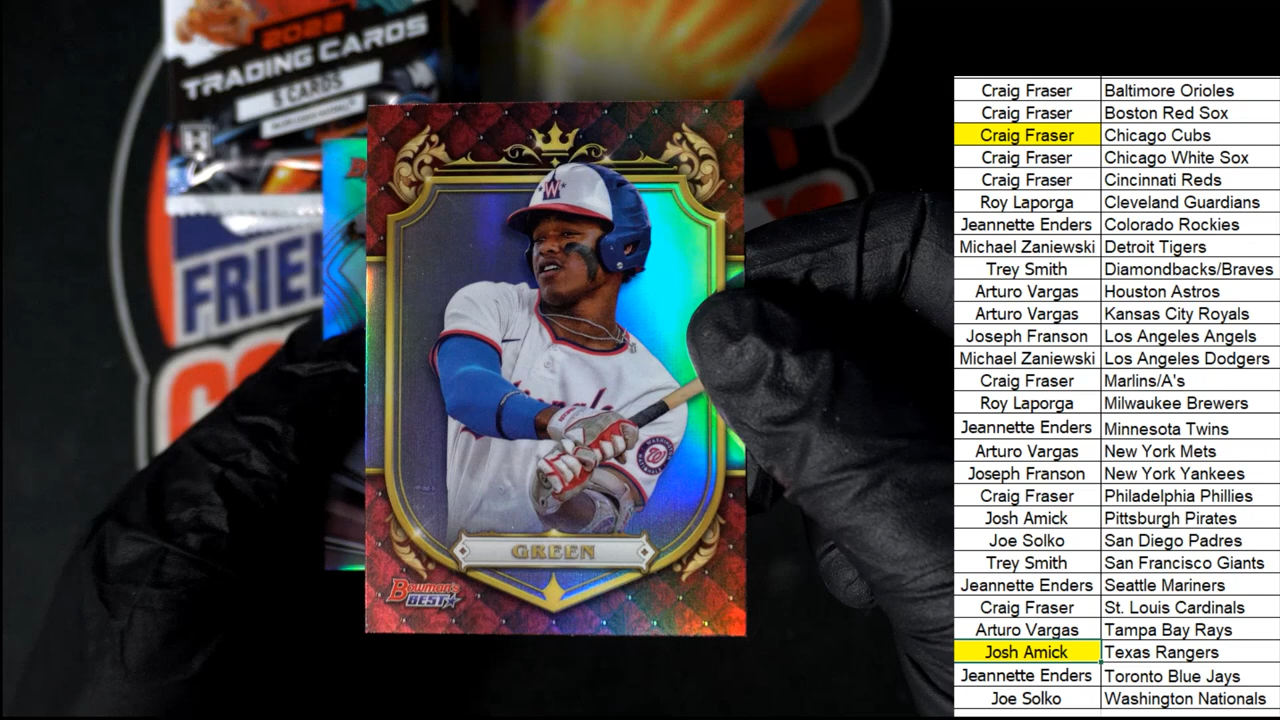 2022
TRADING CARDS
5 CARDS
FRIE
W
W
GREEN
BOWMAN'S
BEST
Craig Fraser Baltimore Orioles
Craig Fraser Boston Red Sox
Craig Fraser Chicago Cubs
Craig Fraser Chicago White Sox
Craig Fraser Cincinnati Reds
Roy Laporga Cleveland Guardians
Jeannette Enders Colorado Rockies
Michael Zaniewski Detroit Tigers
Trey Smith Diamondbacks/Braves
Arturo Vargas Houston Astros
Arturo Vargas Kansas City Royals
Joseph Franson Los Angeles Angels
Michael Zaniewski Los Angeles Dodgers
Craig Fraser Marlins/A's
Roy Laporga Milwaukee Brewers
Jeannette Enders Minnesota Twins
Arturo Vargas New York Mets
Joseph Franson New York Yankees
Craig Fraser Philadelphia Phillies
Josh Amick Pittsburgh Pirates
Joe Solko San Diego Padres
Trey Smith San Francisco Giants
Jeannette Enders Seattle Mariners
Craig Fraser St. Louis Cardinals
Arturo Vargas Tampa Bay Rays
Josh Amick Texas Rangers
Jeannette Enders Toronto Blue Jays
Joe Solko Washington Nationals